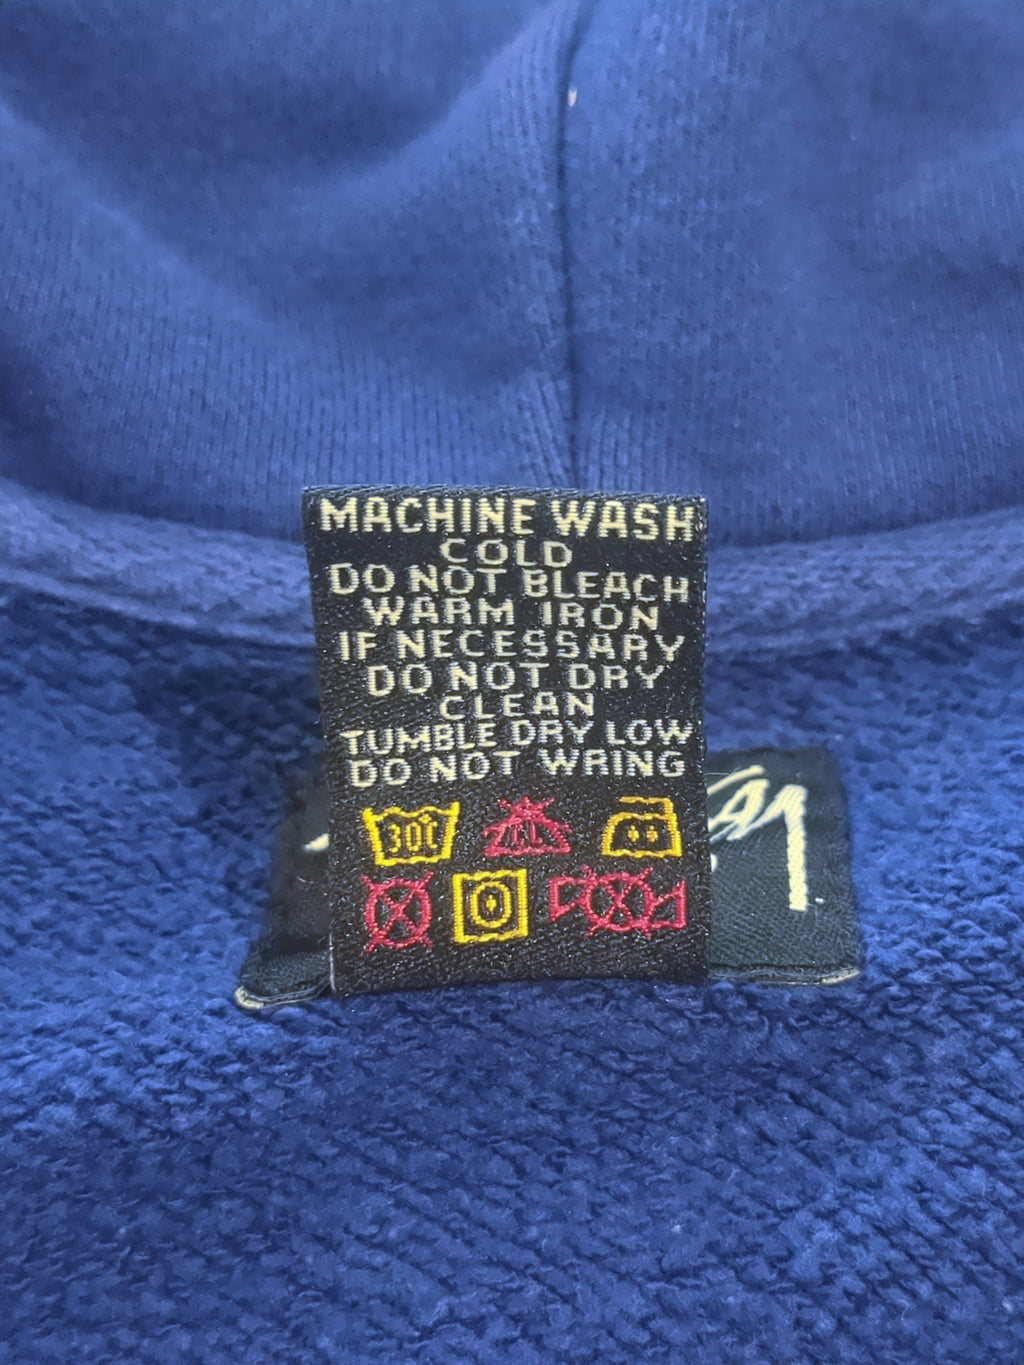 MACHINE WASH
COLD
DO NOT BLEACH
WARM IRON
IF NECESSARY
DO NOT DRY
CLEAN
TUMBLE DRY LOW
DO NOT WRING
30C
CL